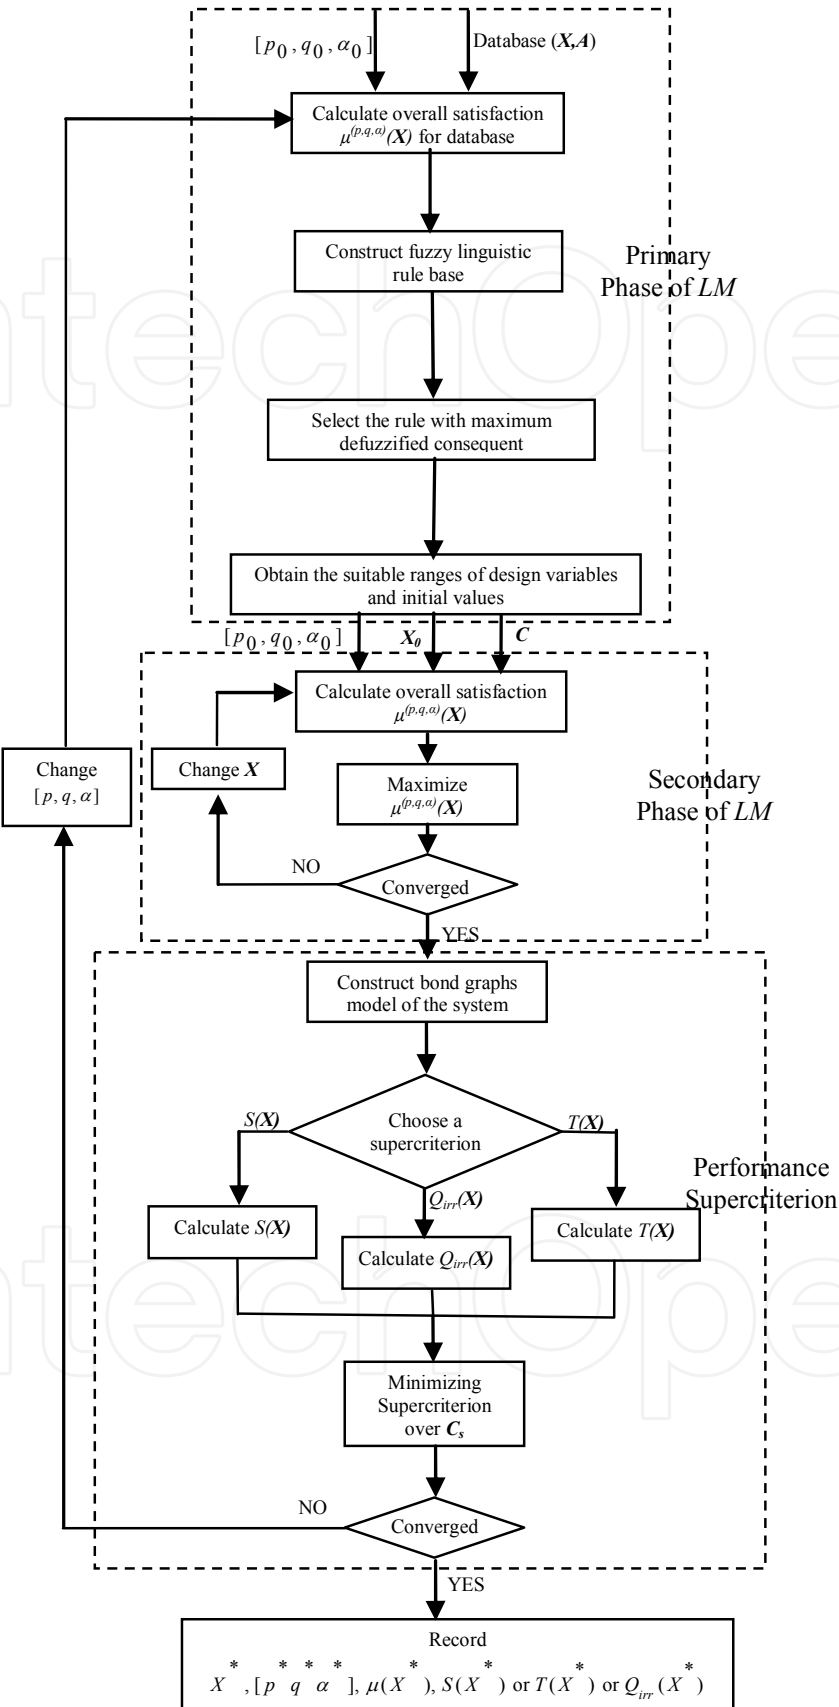 [p0, q0, α0]
Database (X,A)
Calculate overall satisfaction
μ(p,q,α)(X) for database
Construct fuzzy linguistic
rule base
Primary
Phase of LM
Select the rule with maximum
defuzzified consequent
Obtain the suitable ranges of design variables
and initial values
[p0, q0, α0]
X0
C
Calculate overall satisfaction
μ(p,q,α)(X)
Change
[p, q, α]
Change X
Maximize
μ(p,q,α)(X)
Secondary
Phase of LM
NO
Converged
YES
Construct bond graphs
model of the system
S(X)
Choose a
supercriterion
T(X)
Qirr(X)
Performance
Supercriterion
Calculate S(X)
Calculate Qirr(X)
Calculate T(X)
Minimizing
Supercriterion
over Cs
NO
Converged
YES
Record
X*, [p* q* α*], μ(X*), S(X*) or T(X*) or Qirr(X*)